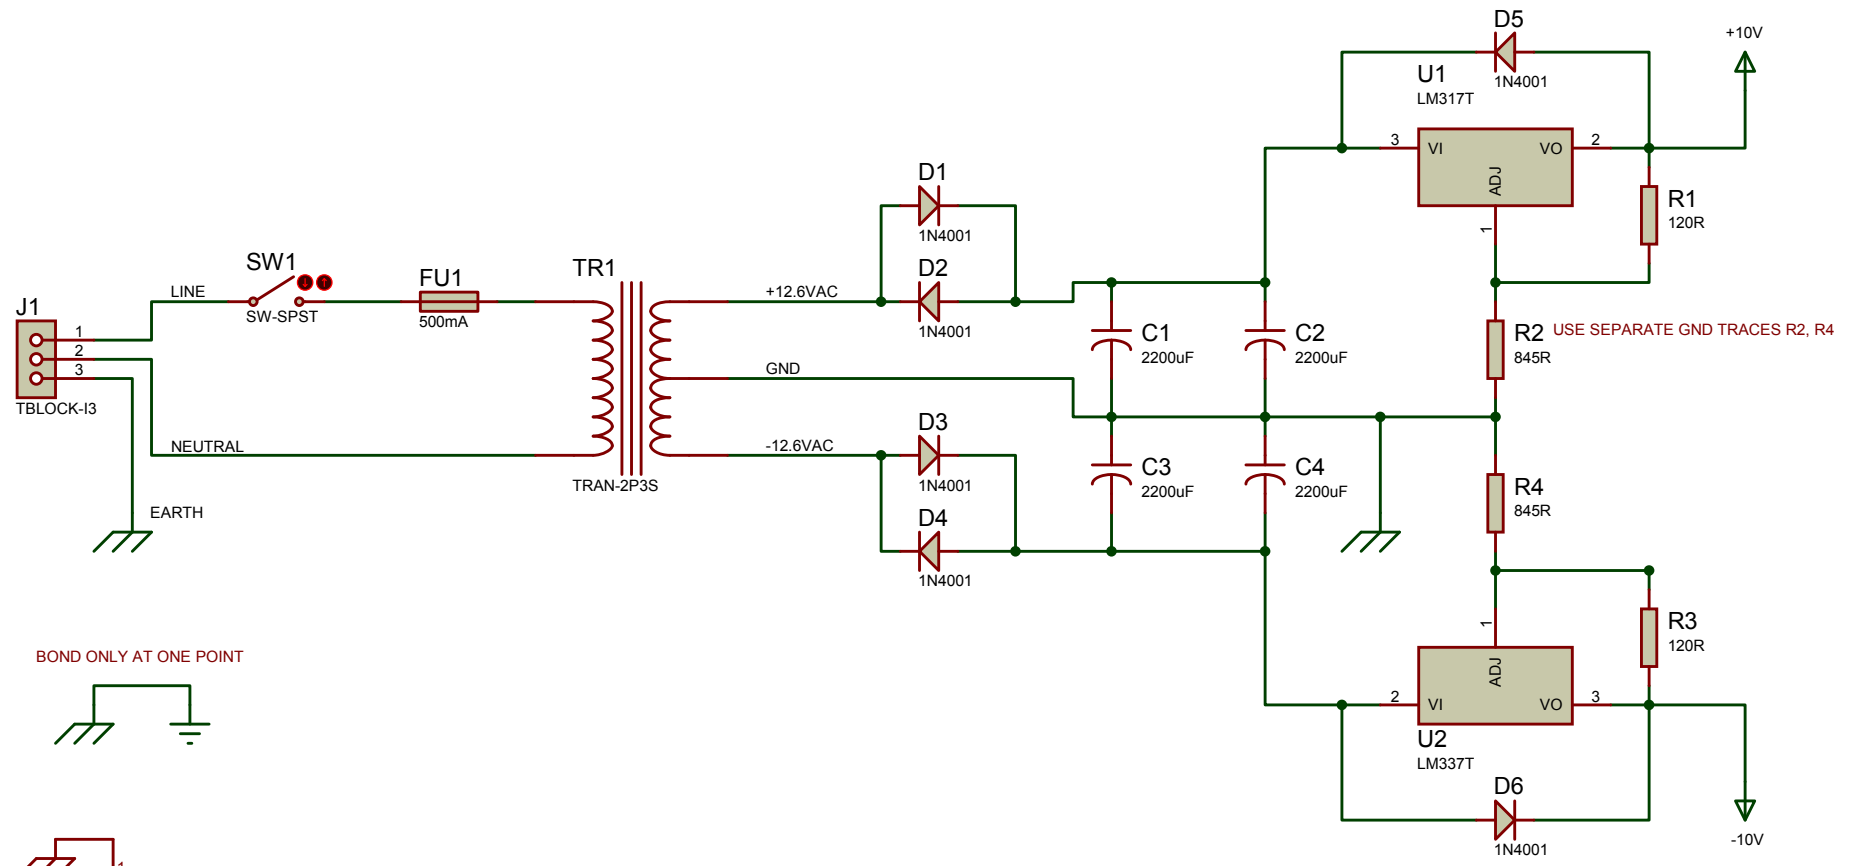 D5
1N4001
+10V
U1
LM317T
3
VI
VO
2
ADJ
1
R1
120R
D1
1N4001
D2
1N4001
J1
1
2
3
TBLOCK-I3
LINE
SW1
SW-SPST
FU1
500mA
TR1
TRAN-2P3S
+12.6VAC
GND
-12.6VAC
NEUTRAL
EARTH
C1
2200uF
C2
2200uF
R2
845R
USE SEPARATE GND TRACES R2, R4
D3
1N4001
D4
1N4001
C3
2200uF
C4
2200uF
R4
845R
R3
120R
1
ADJ
2
VI
VO
3
U2
LM337T
D6
1N4001
-10V
BOND ONLY AT ONE POINT
1